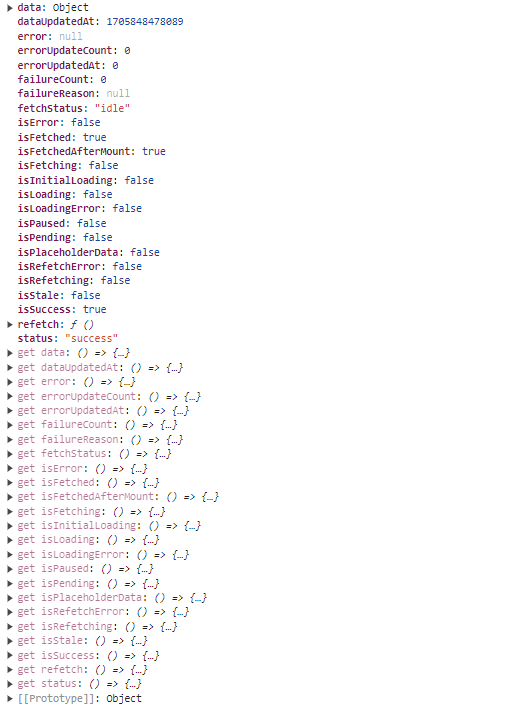 data: Object
dataUpdatedAt: 1705848478089
error: null
errorUpdateCount: 0
errorUpdatedAt: 0
failureCount: 0
failureReason: null
fetchStatus: "idle"
isError: false
isFetched: true
isFetchedAfterMount: true
isFetching: false
isInitialLoading: false
isLoading: false
isLoadingError: false
isPaused: false
isPending: false
isPlaceholderData: false
isRefetchError: false
isRefetching: false
isStale: false
isSuccess: true
refetch: ƒ ()
status: "success"
get data: () => {…}
get dataUpdatedAt: () => {…}
get error: () => {…}
get errorUpdateCount: () => {…}
get errorUpdatedAt: () => {…}
get failureCount: () => {…}
get failureReason: () => {…}
get fetchStatus: () => {…}
get isError: () => {…}
get isFetched: () => {…}
get isFetchedAfterMount: () => {…}
get isFetching: () => {…}
get isInitialLoading: () => {…}
get isLoading: () => {…}
get isLoadingError: () => {…}
get isPaused: () => {…}
get isPending: () => {…}
get isPlaceholderData: () => {…}
get isRefetchError: () => {…}
get isRefetching: () => {…}
get isStale: () => {…}
get isSuccess: () => {…}
get refetch: () => {…}
get status: () => {…}
[[Prototype]]: Object